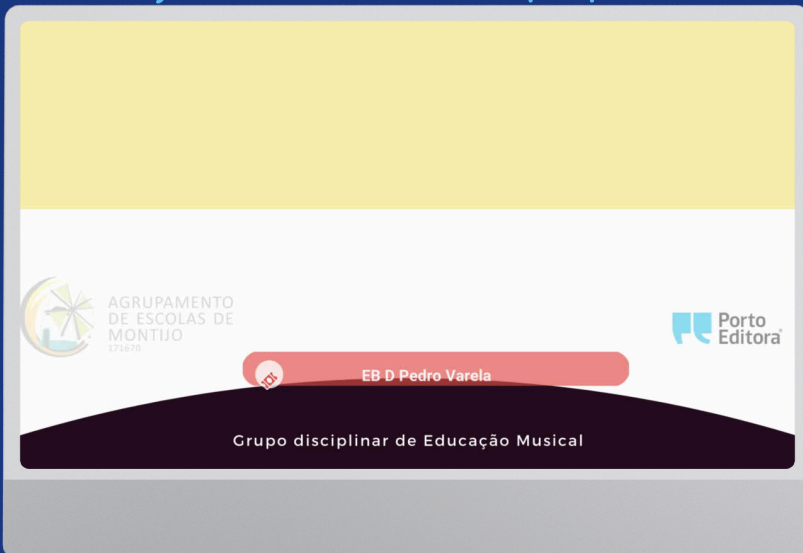 AGRUPAMENTO
DE ESCOLAS DE
MONTIJO
171670
Porto
Editora
EB D Pedro Varela
Grupo disciplinar de Educação Musical